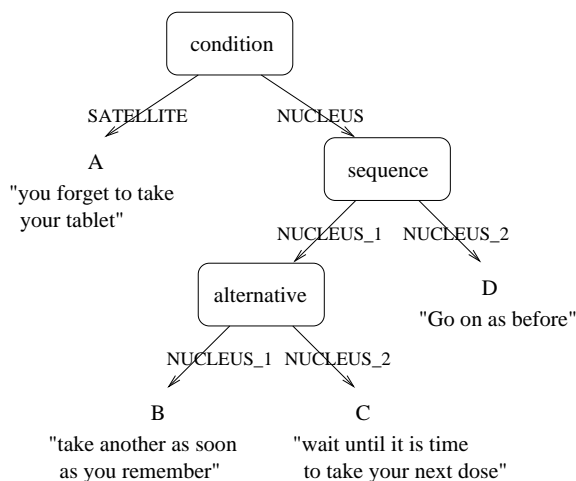 condition
SATELLITE
NUCLEUS
A
"you forget to take
your tablet"
sequence
NUCLEUS_1
NUCLEUS_2
alternative
D
"Go on as before"
NUCLEUS_1
NUCLEUS_2
B
"take another as soon
as you remember"
C
"wait until it is time
to take your next dose"